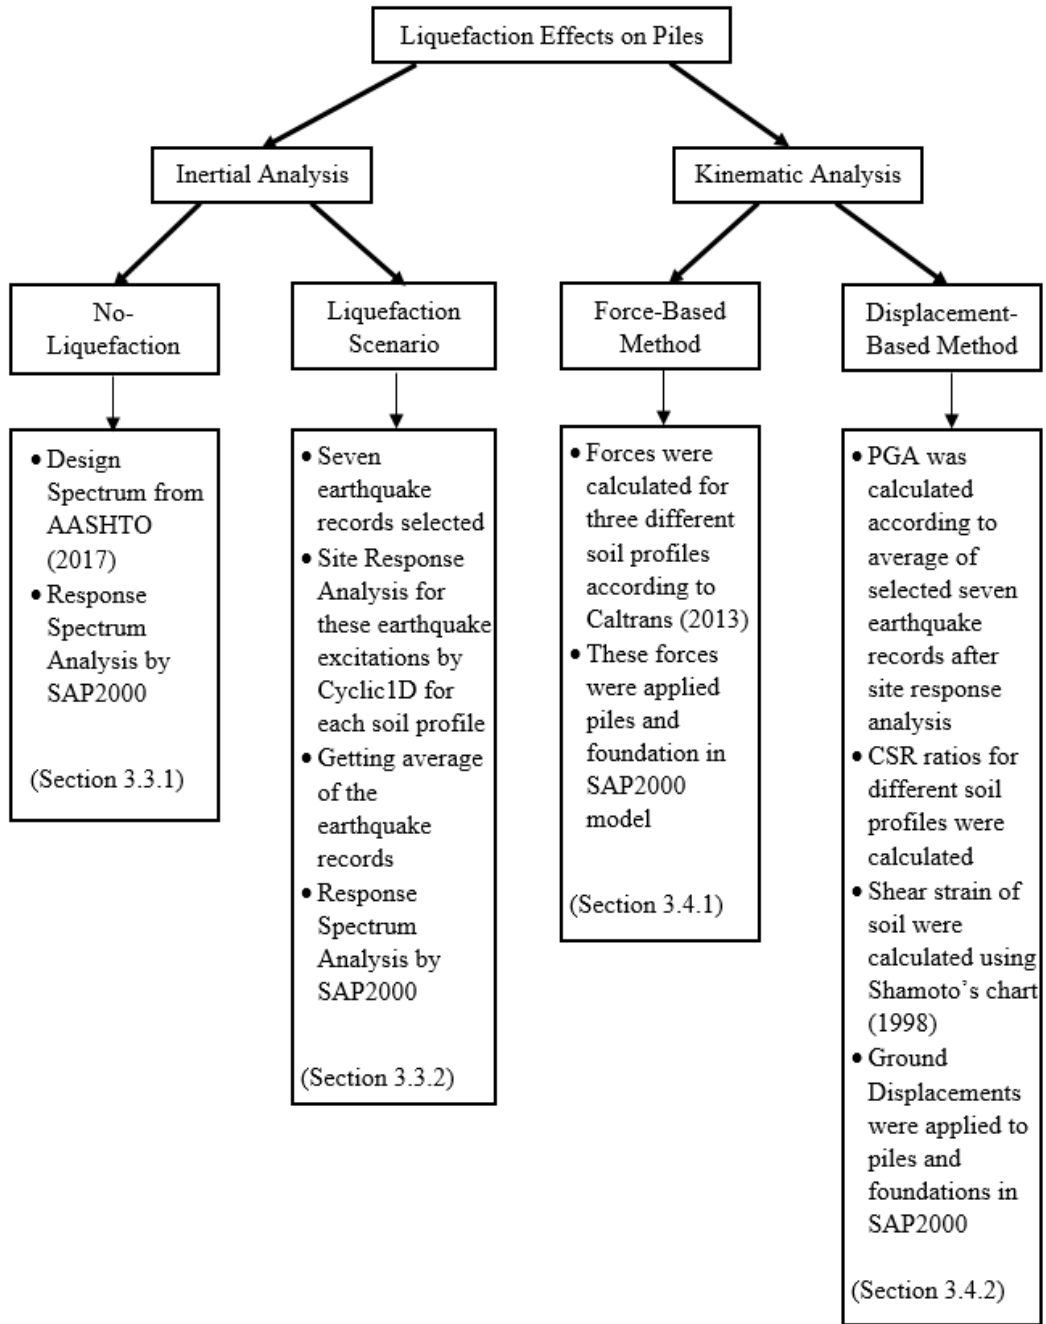 Liquefaction Effects on Piles
Inertial Analysis
Kinematic Analysis
No-
Liquefaction
Liquefaction
Scenario
Force-Based
Method
Displacement-
Based Method
• Design
Spectrum from
AASHTO
(2017)
• Response
Spectrum
Analysis by
SAP2000
(Section 3.3.1)
• Seven
earthquake
records selected
• Site Response
Analysis for
these earthquake
excitations by
Cyclic1D for
each soil profile
• Getting average
of the
earthquake
records
• Response
Spectrum
Analysis by
SAP2000
(Section 3.3.2)
• Forces were
calculated for
three different
soil profiles
according to
Caltrans (2013)
• These forces
were applied
piles and
foundation in
SAP2000
model
(Section 3.4.1)
• PGA was
calculated
according to
average of
selected seven
earthquake
records after
site response
analysis
• CSR ratios for
different soil
profiles were
calculated
• Shear strain of
soil were
calculated using
Shamoto’s chart
(1998)
• Ground
Displacements
were applied to
piles and
foundations in
SAP2000
(Section 3.4.2)